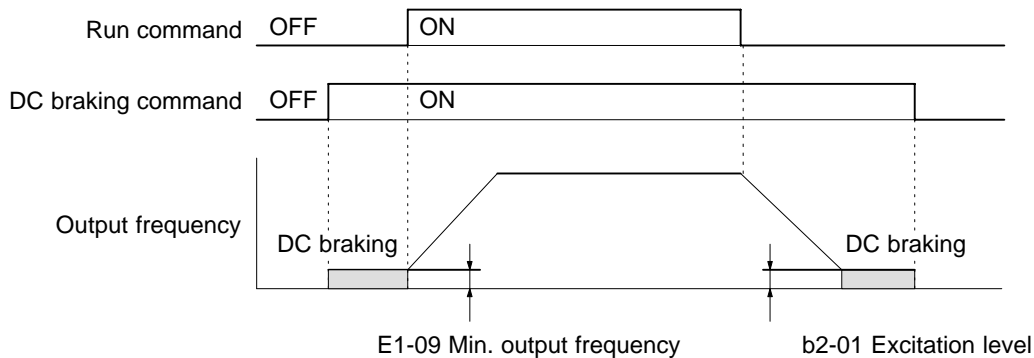 Run command OFF ON
DC braking command OFF ON
Output frequency
DC braking DC braking
E1-09 Min. output frequency b2-01 Excitation level